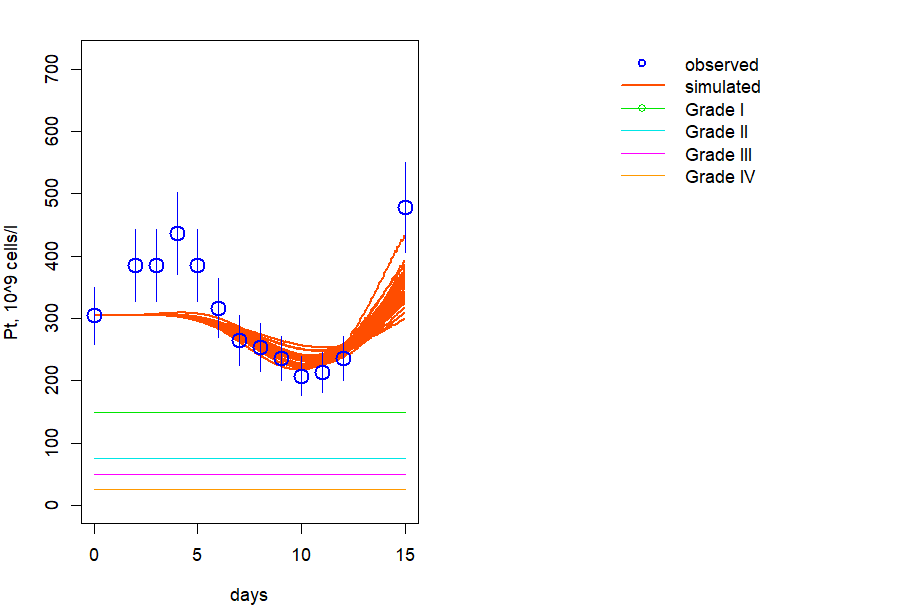 Pt, 10^9 cells/l
700
600
500
400
300
200
100
0
0 5 10 15
days
observed
simulated
Grade I
Grade II
Grade III
Grade IV